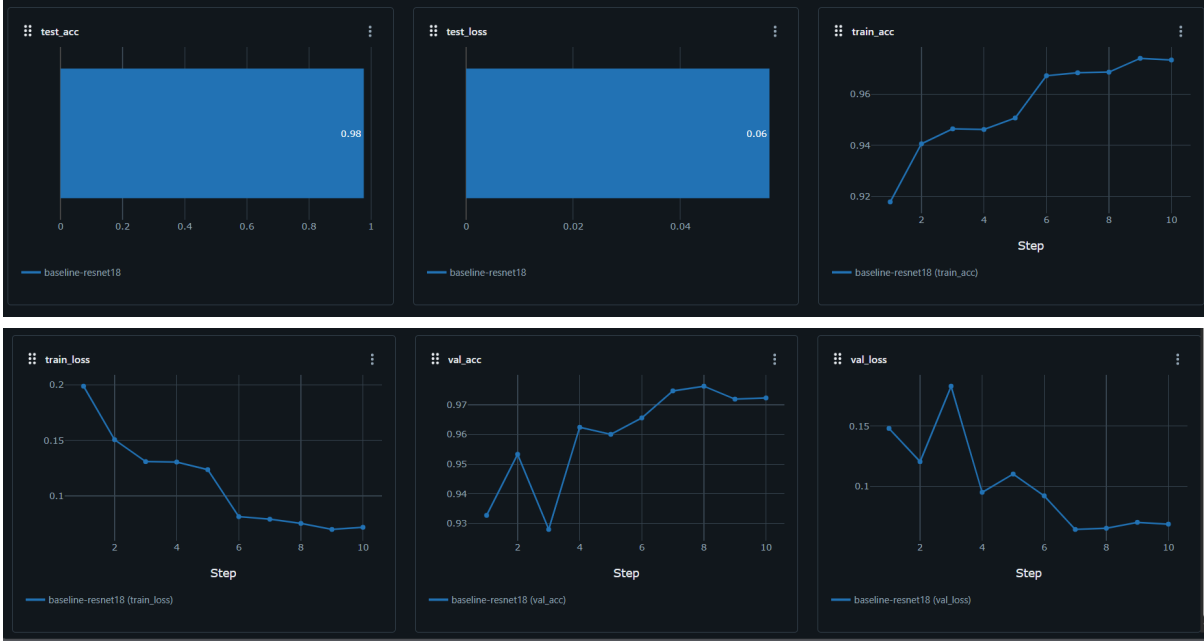 test_acc
0.98
0 0.2 0.4 0.6 0.8 1
baseline-resnet18
test_loss
0.06
0 0.02 0.04
baseline-resnet18
train_acc
0.96
0.94
0.92
2 4 6 8 10
Step
baseline-resnet18 (train_acc)
train_loss
0.2
0.15
0.1
2 4 6 8 10
Step
baseline-resnet18 (train_loss)
val_acc
0.97
0.96
0.95
0.94
0.93
2 4 6 8 10
Step
baseline-resnet18 (val_acc)
val_loss
0.15
0.1
2 4 6 8 10
Step
baseline-resnet18 (val_loss)